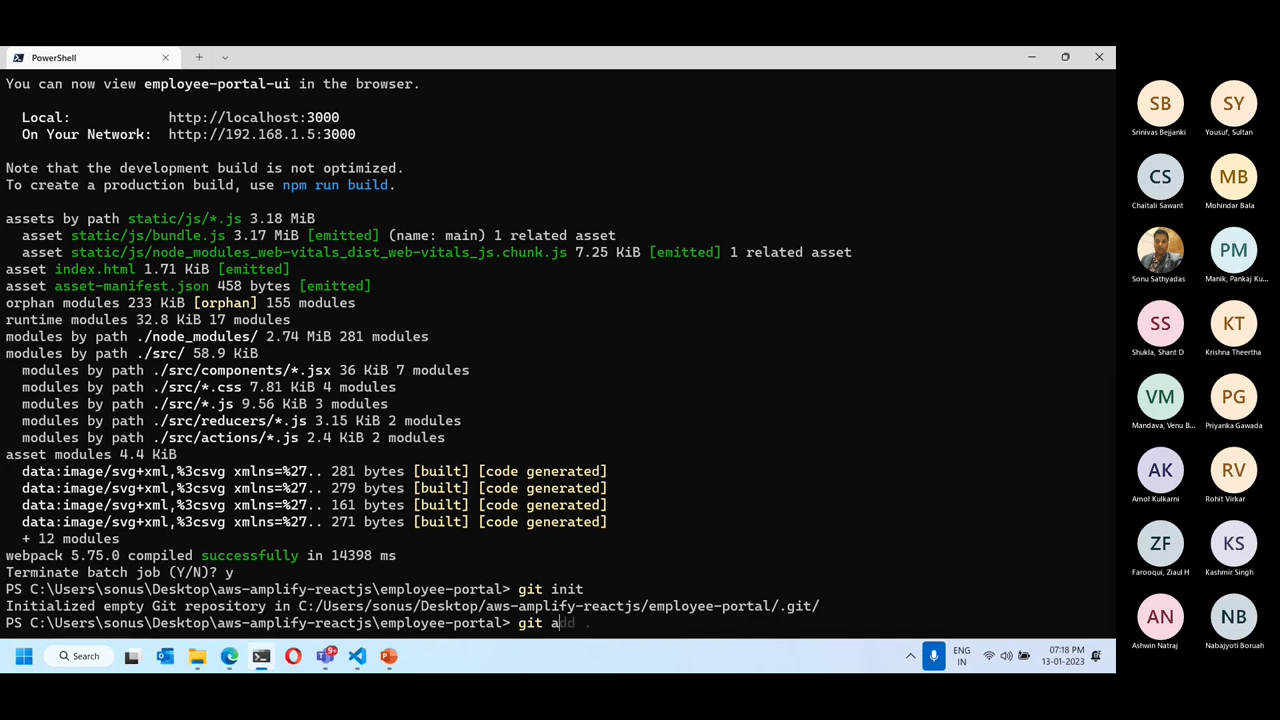 PowerShell
You can now view employee-portal-ui in the browser.
Local: http://localhost:3000
On Your Network: http://192.168.1.5:3000
Note that the development build is not optimized.
To create a production build, use npm run build.
assets by path static/js/*.js 3.18 MiB
asset static/js/bundle.js 3.17 MiB [emitted] (name: main) 1 related asset
asset static/js/node_modules_web-vitals_dist_web-vitals_js.chunk.js 7.25 KiB [emitted] 1 related asset
asset index.html 1.71 KiB [emitted]
asset asset-manifest.json 458 bytes [emitted]
orphan modules 233 KiB [orphan] 155 modules
runtime modules 32.8 KiB 17 modules
modules by path ./node_modules/ 2.74 MiB 281 modules
modules by path ./src/ 58.9 KiB
modules by path ./src/components/*.jsx 36 KiB 7 modules
modules by path ./src/*.css 7.81 KiB 4 modules
modules by path ./src/*.js 9.56 KiB 3 modules
modules by path ./src/reducers/*.js 3.15 KiB 2 modules
modules by path ./src/actions/*.js 2.4 KiB 2 modules
asset modules 4.4 KiB
data:image/svg+xml,%3csvg xmlns=%27.. 281 bytes [built] [code generated]
data:image/svg+xml,%3csvg xmlns=%27.. 279 bytes [built] [code generated]
data:image/svg+xml,%3csvg xmlns=%27.. 161 bytes [built] [code generated]
data:image/svg+xml,%3csvg xmlns=%27.. 271 bytes [built] [code generated]
+ 12 modules
webpack 5.75.0 compiled successfully in 14398 ms
Terminate batch job (Y/N)? y
PS C:\Users\sonus\Desktop\aws-amplify-reactjs\employee-portal> git init
Initialized empty Git repository in C:/Users/sonus/Desktop/aws-amplify-reactjs/employee-portal/.git/
PS C:\Users\sonus\Desktop\aws-amplify-reactjs\employee-portal> git add .
Search
9+
ENG
IN
07:18 PM
13-01-2023
SB SY
Srinivas Bejjanki Yousuf, Sultan
CS MB
Chaitali Sawant Mohindar Bala
PM
Sonu Sathyadas Manik, Pankaj Ku...
SS KT
Shukla, Shant D Krishna Theertha
VM PG
Mandava, Venu B... Priyanka Gawada
AK RV
Amol Kulkarni Rohit Virkar
ZF KS
Farooqui, Ziaul H Kashmir Singh
AN NB
Ashwin Natraj Nabajyoti Boruah